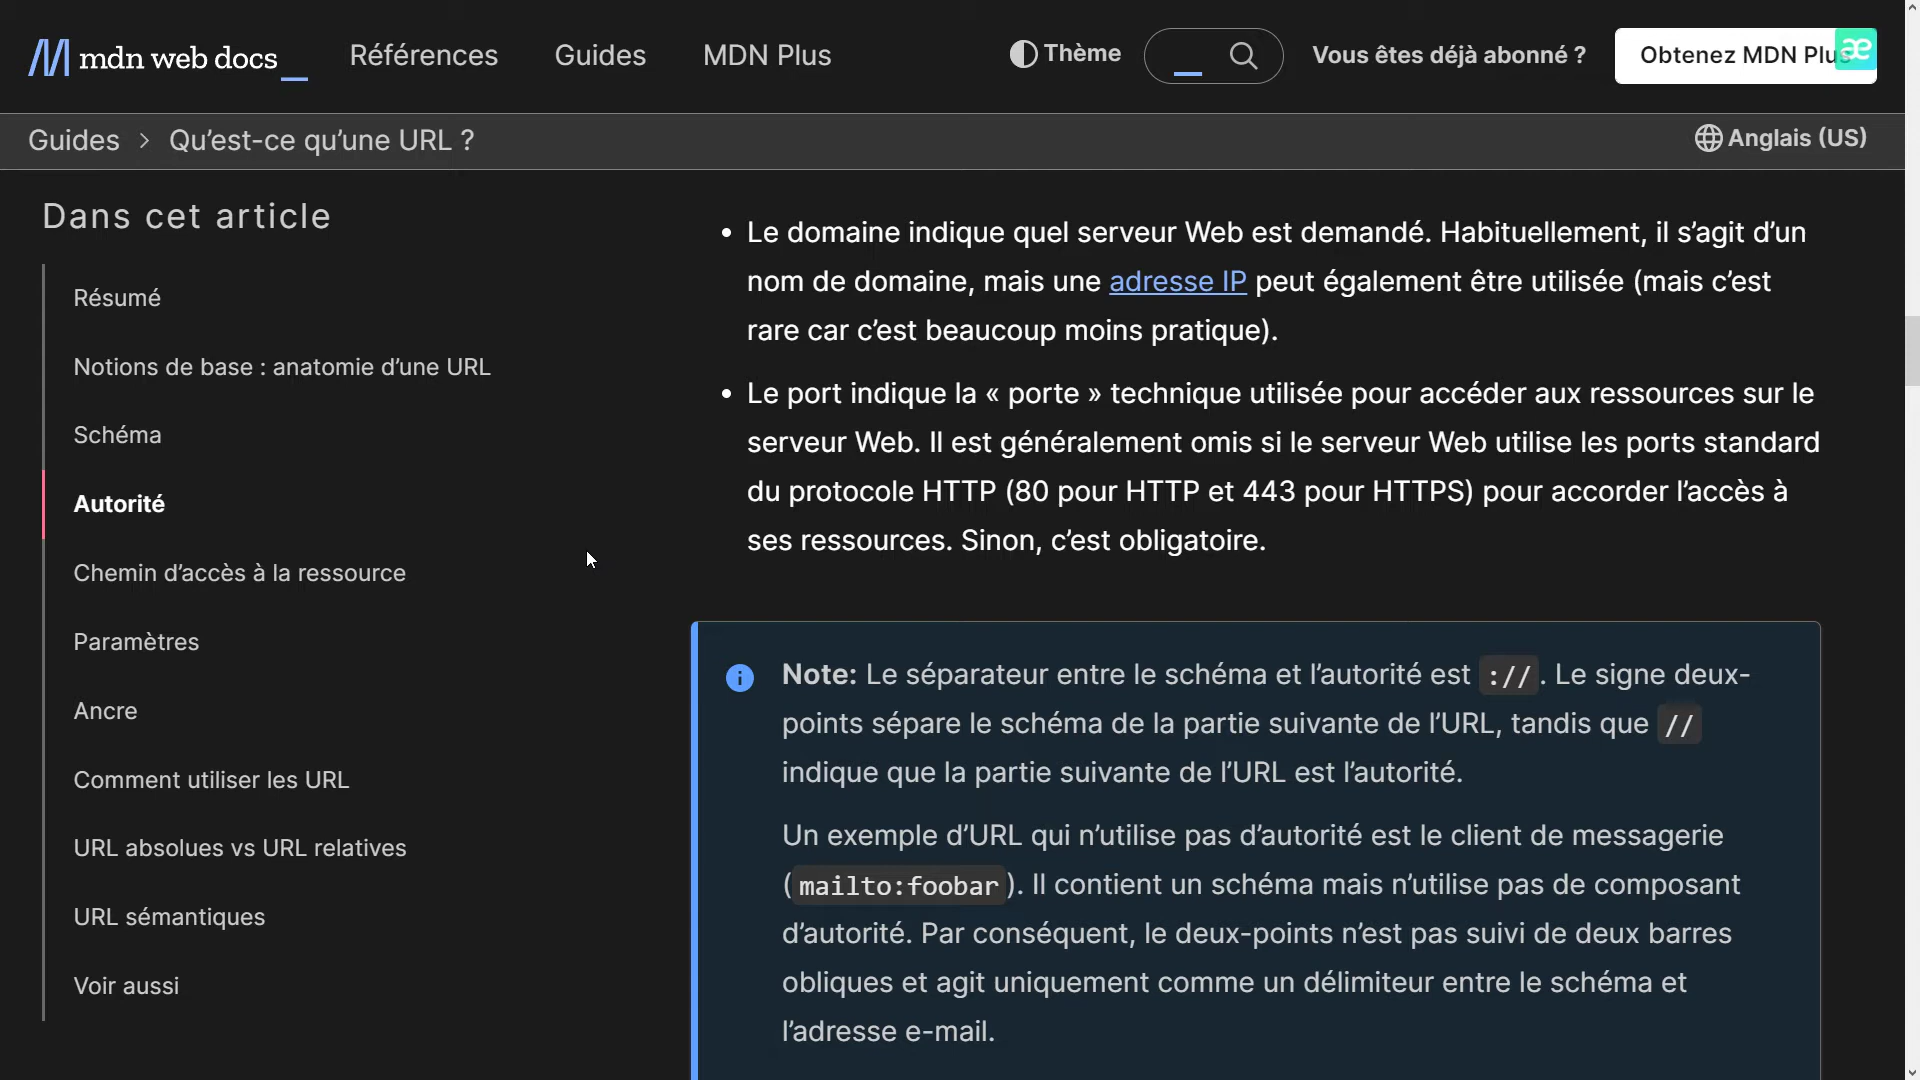 mdn web docs_
Références
Guides
MDN Plus
Thème
Vous êtes déjà abonné ?
Obtenez MDN Plus
æ
Guides > Qu’est-ce qu’une URL ?
Anglais (US)
Dans cet article
Résumé
Notions de base : anatomie d’une URL
Schéma
Autorité
Chemin d’accès à la ressource
Paramètres
Ancre
Comment utiliser les URL
URL absolues vs URL relatives
URL sémantiques
Voir aussi
• Le domaine indique quel serveur Web est demandé. Habituellement, il s’agit d’un
nom de domaine, mais une adresse IP peut également être utilisée (mais c’est
rare car c’est beaucoup moins pratique).
• Le port indique la « porte » technique utilisée pour accéder aux ressources sur le
serveur Web. Il est généralement omis si le serveur Web utilise les ports standard
du protocole HTTP (80 pour HTTP et 443 pour HTTPS) pour accorder l’accès à
ses ressources. Sinon, c’est obligatoire.
Note: Le séparateur entre le schéma et l’autorité est ://. Le signe deux-
points sépare le schéma de la partie suivante de l’URL, tandis que //
indique que la partie suivante de l’URL est l’autorité.
Un exemple d’URL qui n’utilise pas d’autorité est le client de messagerie
(mailto:foobar). Il contient un schéma mais n’utilise pas de composant
d’autorité. Par conséquent, le deux-points n’est pas suivi de deux barres
obliques et agit uniquement comme un délimiteur entre le schéma et
l’adresse e-mail.